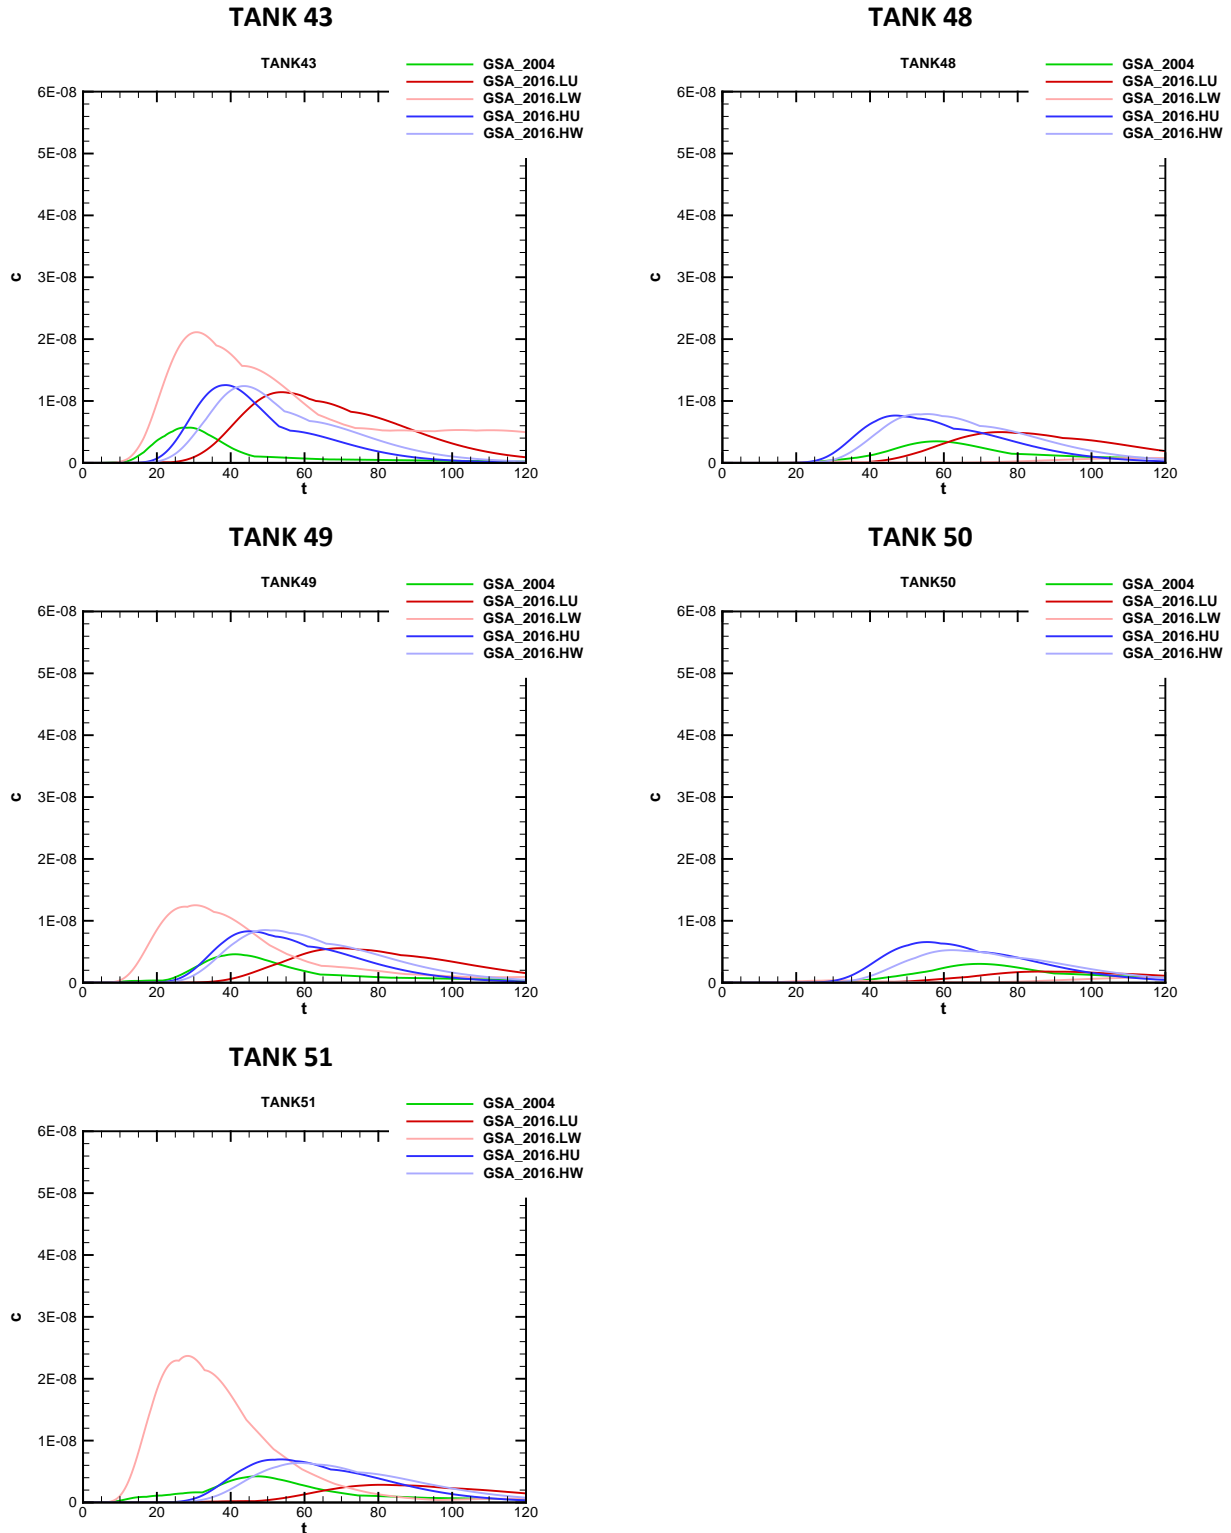 TANK 43
TANK43
GSA_2004
GSA_2016.LU
GSA_2016.LW
GSA_2016.HU
GSA_2016.HW
6E-08
5E-08
4E-08
3E-08
2E-08
1E-08
0
c
0 20 40 60 80 100 120
t
TANK 48
TANK48
GSA_2004
GSA_2016.LU
GSA_2016.LW
GSA_2016.HU
GSA_2016.HW
6E-08
5E-08
4E-08
3E-08
2E-08
1E-08
0
c
0 20 40 60 80 100 120
t
TANK 49
TANK49
GSA_2004
GSA_2016.LU
GSA_2016.LW
GSA_2016.HU
GSA_2016.HW
6E-08
5E-08
4E-08
3E-08
2E-08
1E-08
0
c
0 20 40 60 80 100 120
t
TANK 50
TANK50
GSA_2004
GSA_2016.LU
GSA_2016.LW
GSA_2016.HU
GSA_2016.HW
6E-08
5E-08
4E-08
3E-08
2E-08
1E-08
0
c
0 20 40 60 80 100 120
t
TANK 51
TANK51
GSA_2004
GSA_2016.LU
GSA_2016.LW
GSA_2016.HU
GSA_2016.HW
6E-08
5E-08
4E-08
3E-08
2E-08
1E-08
0
c
0 20 40 60 80 100 120
t